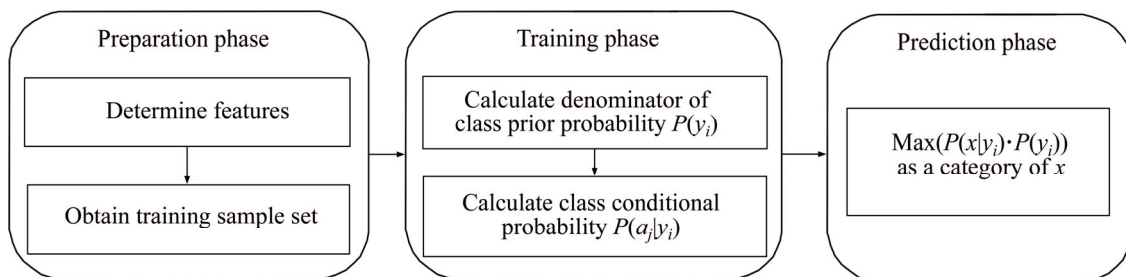 Preparation phase
Determine features
Obtain training sample set
Training phase
Calculate denominator of
class prior probability P(yᵢ)
Calculate class conditional
probability P(aⱼ|yᵢ)
Prediction phase
Max(P(x|yᵢ)·P(yᵢ))
as a category of x